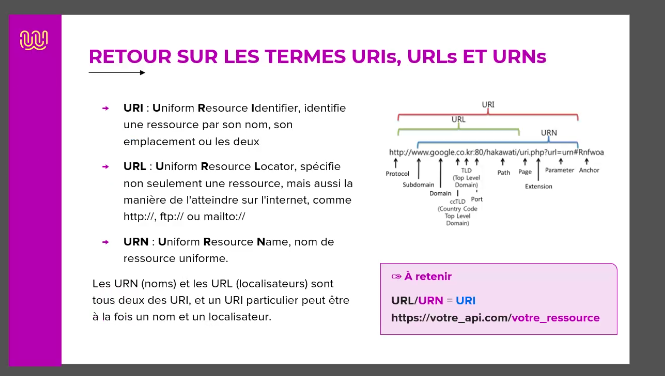 RETOUR SUR LES TERMES URIs, URLs ET URNs
URI : Uniform Resource Identifier, identifie
une ressource par son nom, son
emplacement ou les deux
URL : Uniform Resource Locator, spécifie
non seulement une ressource, mais aussi la
manière de l'atteindre sur l'internet, comme
http://, ftp:// ou mailto://
URN : Uniform Resource Name, nom de
ressource uniforme.
Les URN (noms) et les URL (localisateurs) sont
tous deux des URI, et un URI particulier peut être
à la fois un nom et un localisateur.
URI
URL
URN
http://www.google.co.kr:80/hakawati/uri.php?url=urn#Rnfwoa
Protocol
Subdomain
Domain
TLD
(Top Level
Domain)
ccTLD
(Country Code
Top Level
Domain)
Port
Path
Page
Extension
Parameter
Anchor
À retenir
URL/URN = URI
https://votre_api.com/votre_ressource